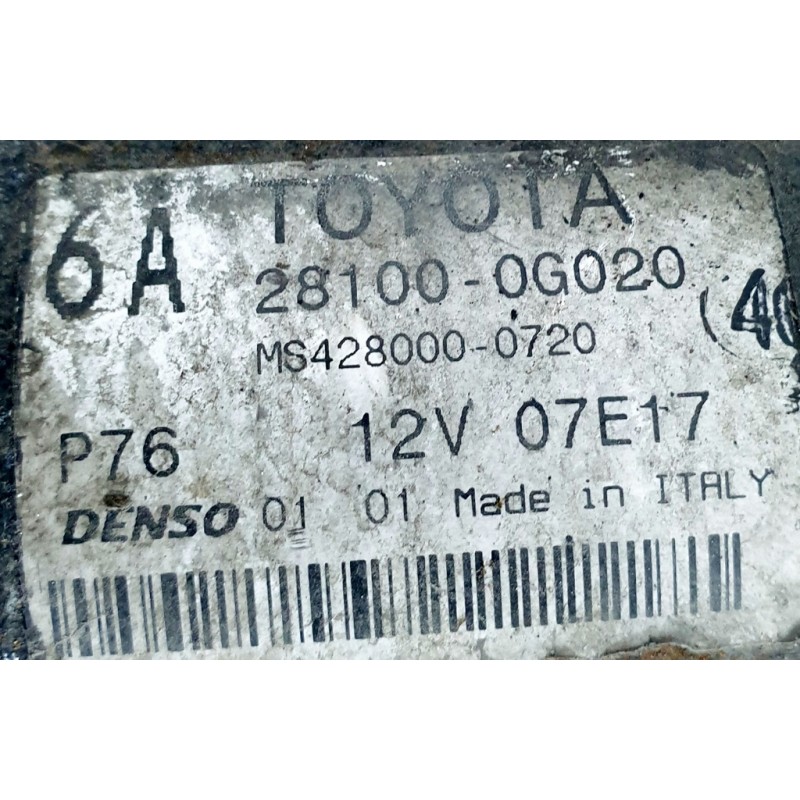 6A TOYOTA
28100-0G020
MS428000-0720
P76 12V 07E17
DENSO 01 01 Made in ITALY